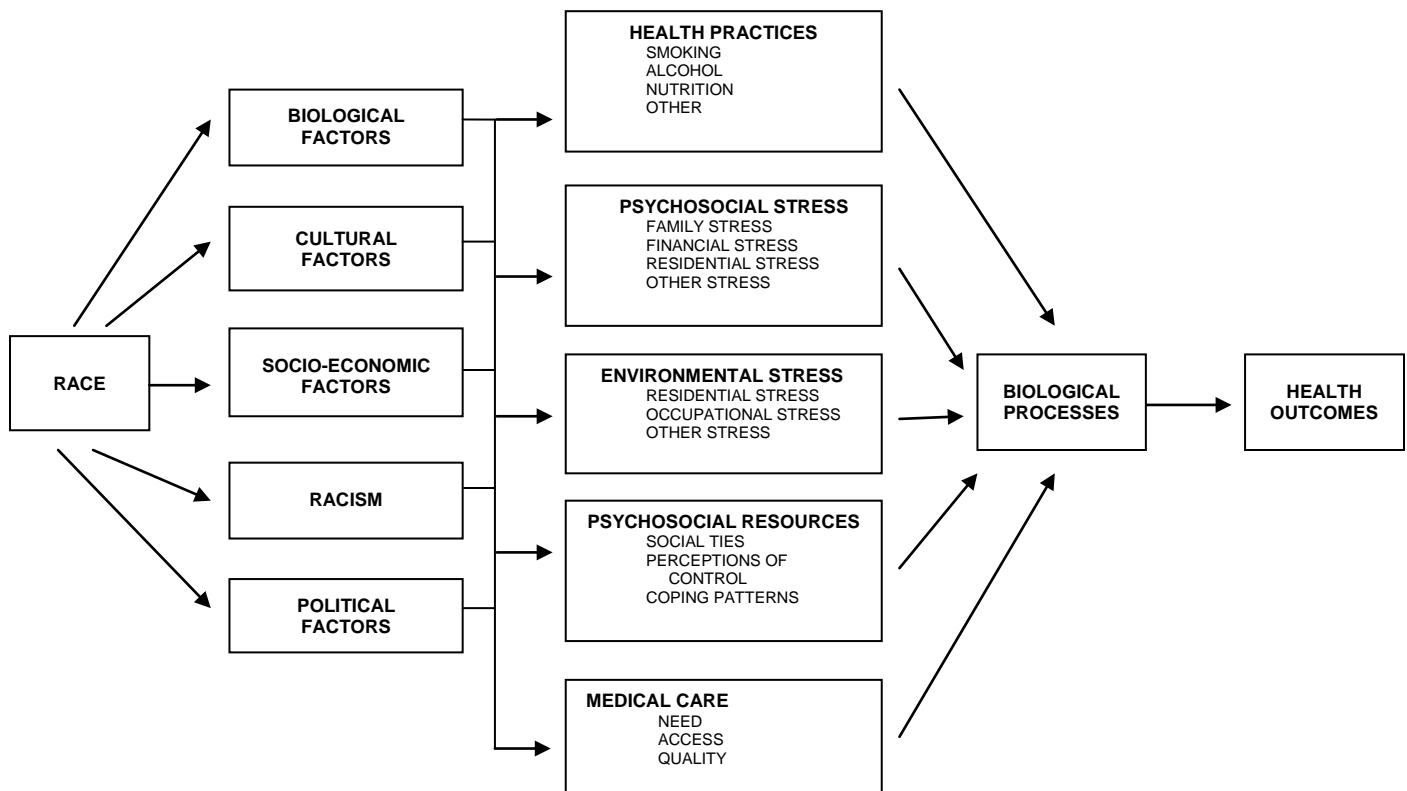 RACE
BIOLOGICAL
FACTORS
CULTURAL
FACTORS
SOCIO-ECONOMIC
FACTORS
RACISM
POLITICAL
FACTORS
HEALTH PRACTICES
SMOKING
ALCOHOL
NUTRITION
OTHER
PSYCHOSOCIAL STRESS
FAMILY STRESS
FINANCIAL STRESS
RESIDENTIAL STRESS
OTHER STRESS
ENVIRONMENTAL STRESS
RESIDENTIAL STRESS
OCCUPATIONAL STRESS
OTHER STRESS
PSYCHOSOCIAL RESOURCES
SOCIAL TIES
PERCEPTIONS OF
CONTROL
COPING PATTERNS
MEDICAL CARE
NEED
ACCESS
QUALITY
BIOLOGICAL
PROCESSES
HEALTH
OUTCOMES